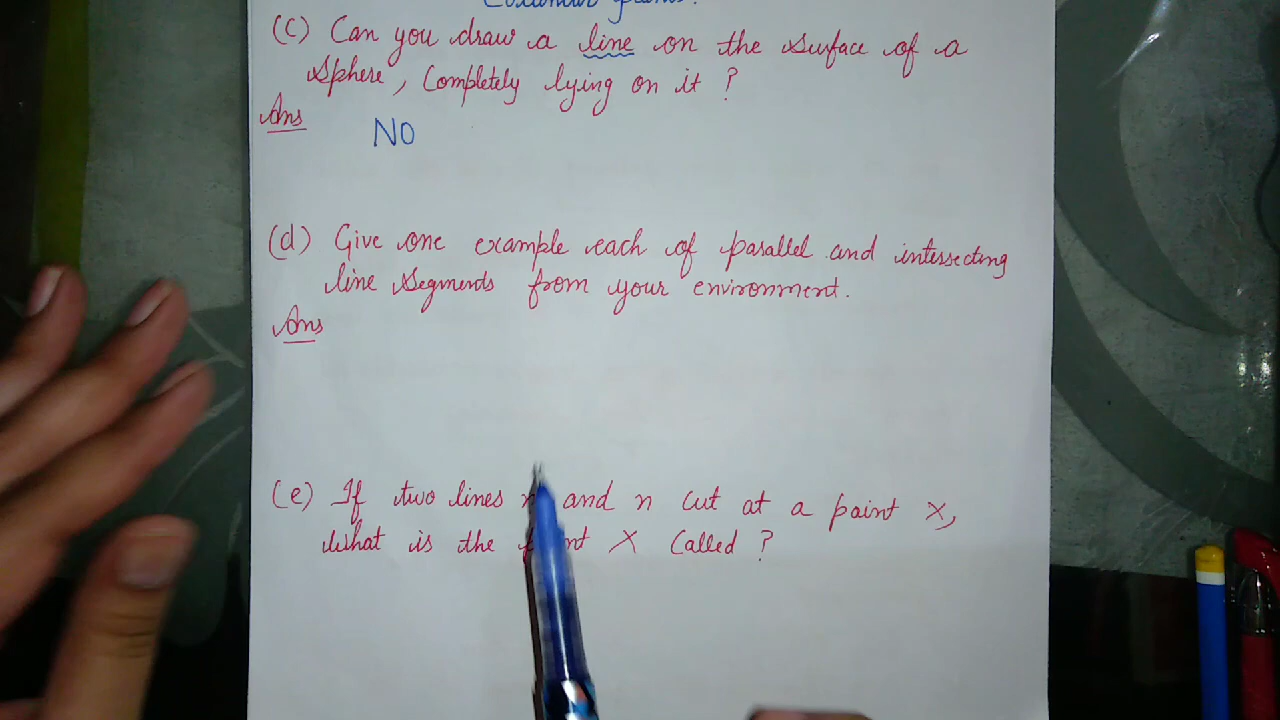 (C) Can you draw a line on the surface of a
Sphere, Completely lying on it ?
Ans
NO
(d) Give one example each of parallel and intersecting
line Segments from your environment.
Ans
(e) If two lines and n cut at a point X,
What is the X Called ?